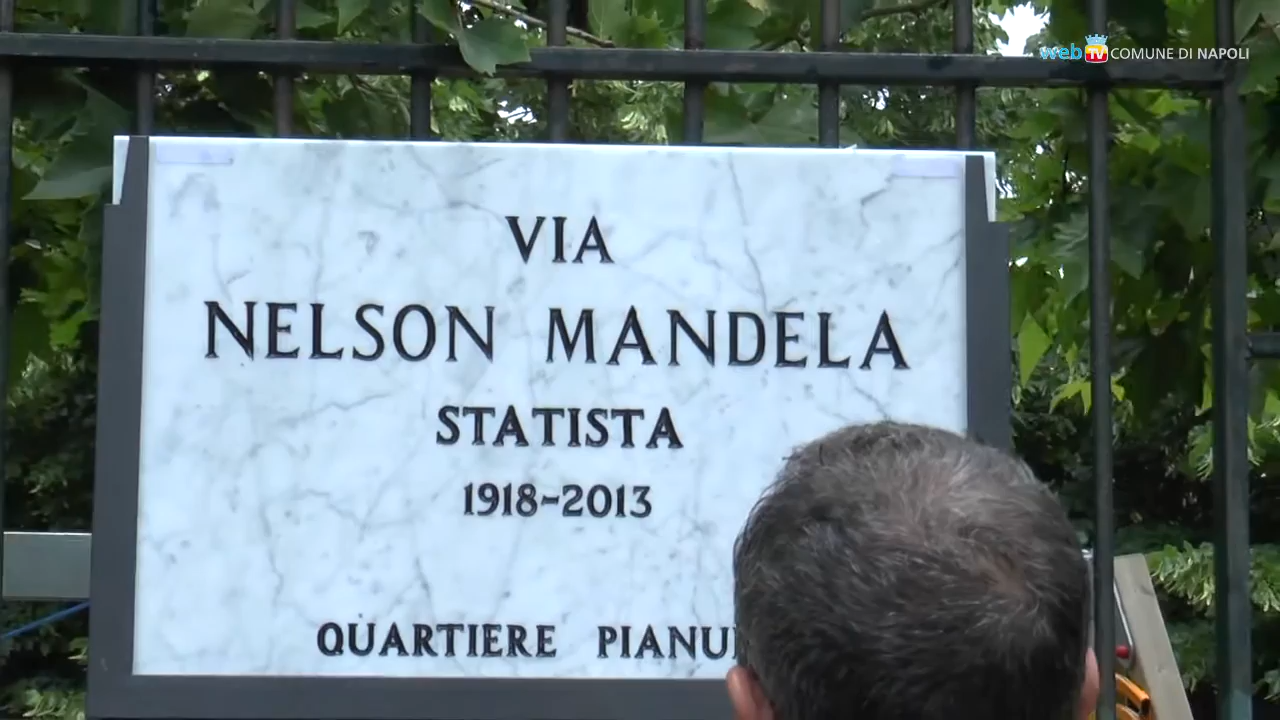 web TV COMUNE DI NAPOLI
VIA
NELSON MANDELA
STATISTA
1918-2013
QUARTIERE